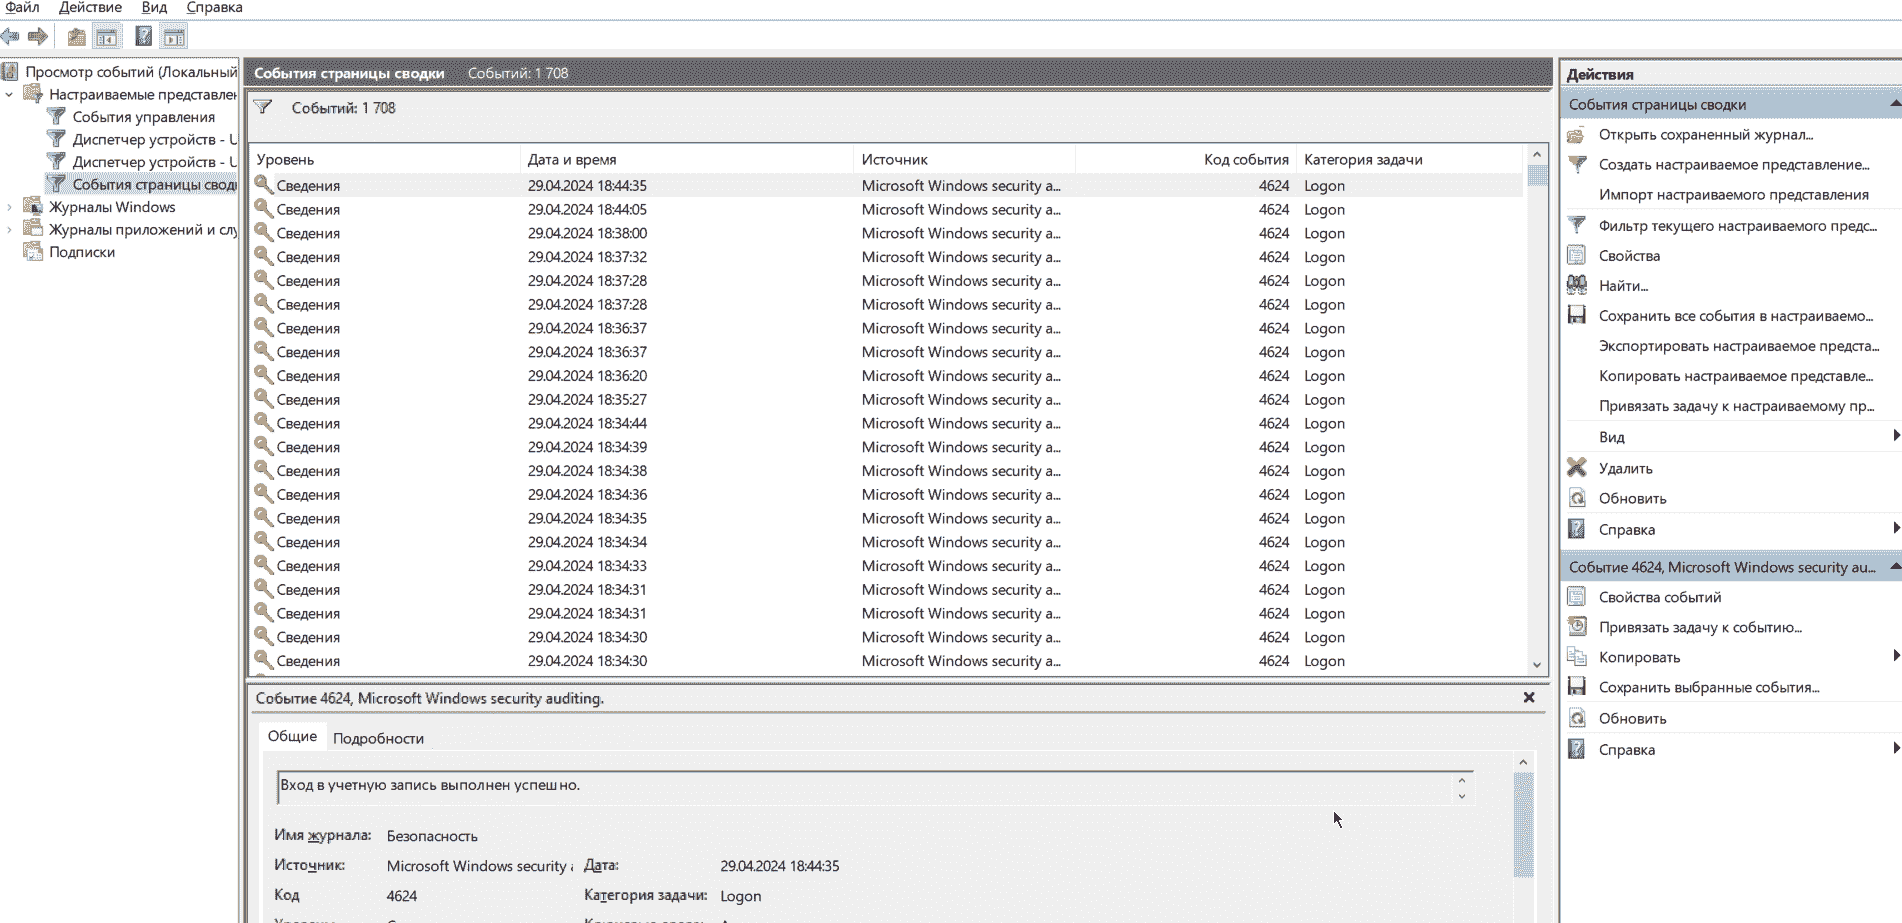 Файл Действие Вид Справка
Просмотр событий (Локальный
Настраиваемые представлен
События управления
Диспетчер устройств - U
Диспетчер устройств - U
События страницы свод
Журналы Windows
Журналы приложений и слу
Подписки
События страницы сводки Событий: 1 708
Событий: 1 708
Уровень Дата и время Источник Код события Категория задачи
Сведения 29.04.2024 18:44:35 Microsoft Windows security a... 4624 Logon
Сведения 29.04.2024 18:44:05 Microsoft Windows security a... 4624 Logon
Сведения 29.04.2024 18:38:00 Microsoft Windows security a... 4624 Logon
Сведения 29.04.2024 18:37:32 Microsoft Windows security a... 4624 Logon
Сведения 29.04.2024 18:37:28 Microsoft Windows security a... 4624 Logon
Сведения 29.04.2024 18:37:28 Microsoft Windows security a... 4624 Logon
Сведения 29.04.2024 18:36:37 Microsoft Windows security a... 4624 Logon
Сведения 29.04.2024 18:36:37 Microsoft Windows security a... 4624 Logon
Сведения 29.04.2024 18:36:20 Microsoft Windows security a... 4624 Logon
Сведения 29.04.2024 18:35:27 Microsoft Windows security a... 4624 Logon
Сведения 29.04.2024 18:34:44 Microsoft Windows security a... 4624 Logon
Сведения 29.04.2024 18:34:39 Microsoft Windows security a... 4624 Logon
Сведения 29.04.2024 18:34:38 Microsoft Windows security a... 4624 Logon
Сведения 29.04.2024 18:34:36 Microsoft Windows security a... 4624 Logon
Сведения 29.04.2024 18:34:35 Microsoft Windows security a... 4624 Logon
Сведения 29.04.2024 18:34:34 Microsoft Windows security a... 4624 Logon
Сведения 29.04.2024 18:34:33 Microsoft Windows security a... 4624 Logon
Сведения 29.04.2024 18:34:31 Microsoft Windows security a... 4624 Logon
Сведения 29.04.2024 18:34:31 Microsoft Windows security a... 4624 Logon
Сведения 29.04.2024 18:34:30 Microsoft Windows security a... 4624 Logon
Сведения 29.04.2024 18:34:30 Microsoft Windows security a... 4624 Logon
Событие 4624, Microsoft Windows security auditing.
Общие Подробности
Вход в учетную запись выполнен успешно.
Имя журнала: Безопасность
Источник: Microsoft Windows security Дата: 29.04.2024 18:44:35
Код 4624 Категория задачи: Logon
Действия
События страницы сводки
Открыть сохраненный журнал...
Создать настраиваемое представление...
Импорт настраиваемого представления
Фильтр текущего настраиваемого предс...
Свойства
Найти...
Сохранить все события в настраиваемо...
Экспортировать настраиваемое предста...
Копировать настраиваемое представле...
Привязать задачу к настраиваемому пр...
Вид
Удалить
Обновить
Справка
Событие 4624, Microsoft Windows security au...
Свойства событий
Привязать задачу к событию...
Копировать
Сохранить выбранные события...
Обновить
Справка